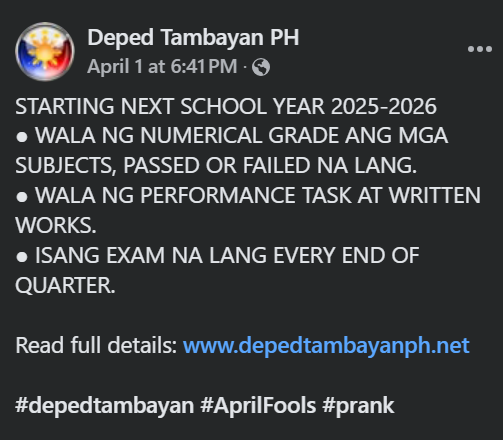 Deped Tambayan PH
April 1 at 6:41 PM ·
STARTING NEXT SCHOOL YEAR 2025-2026
● WALA NG NUMERICAL GRADE ANG MGA
SUBJECTS, PASSED OR FAILED NA LANG.
● WALA NG PERFORMANCE TASK AT WRITTEN
WORKS.
● ISANG EXAM NA LANG EVERY END OF
QUARTER.
Read full details: www.depedtambayanph.net
#depedtambayan #AprilFools #prank